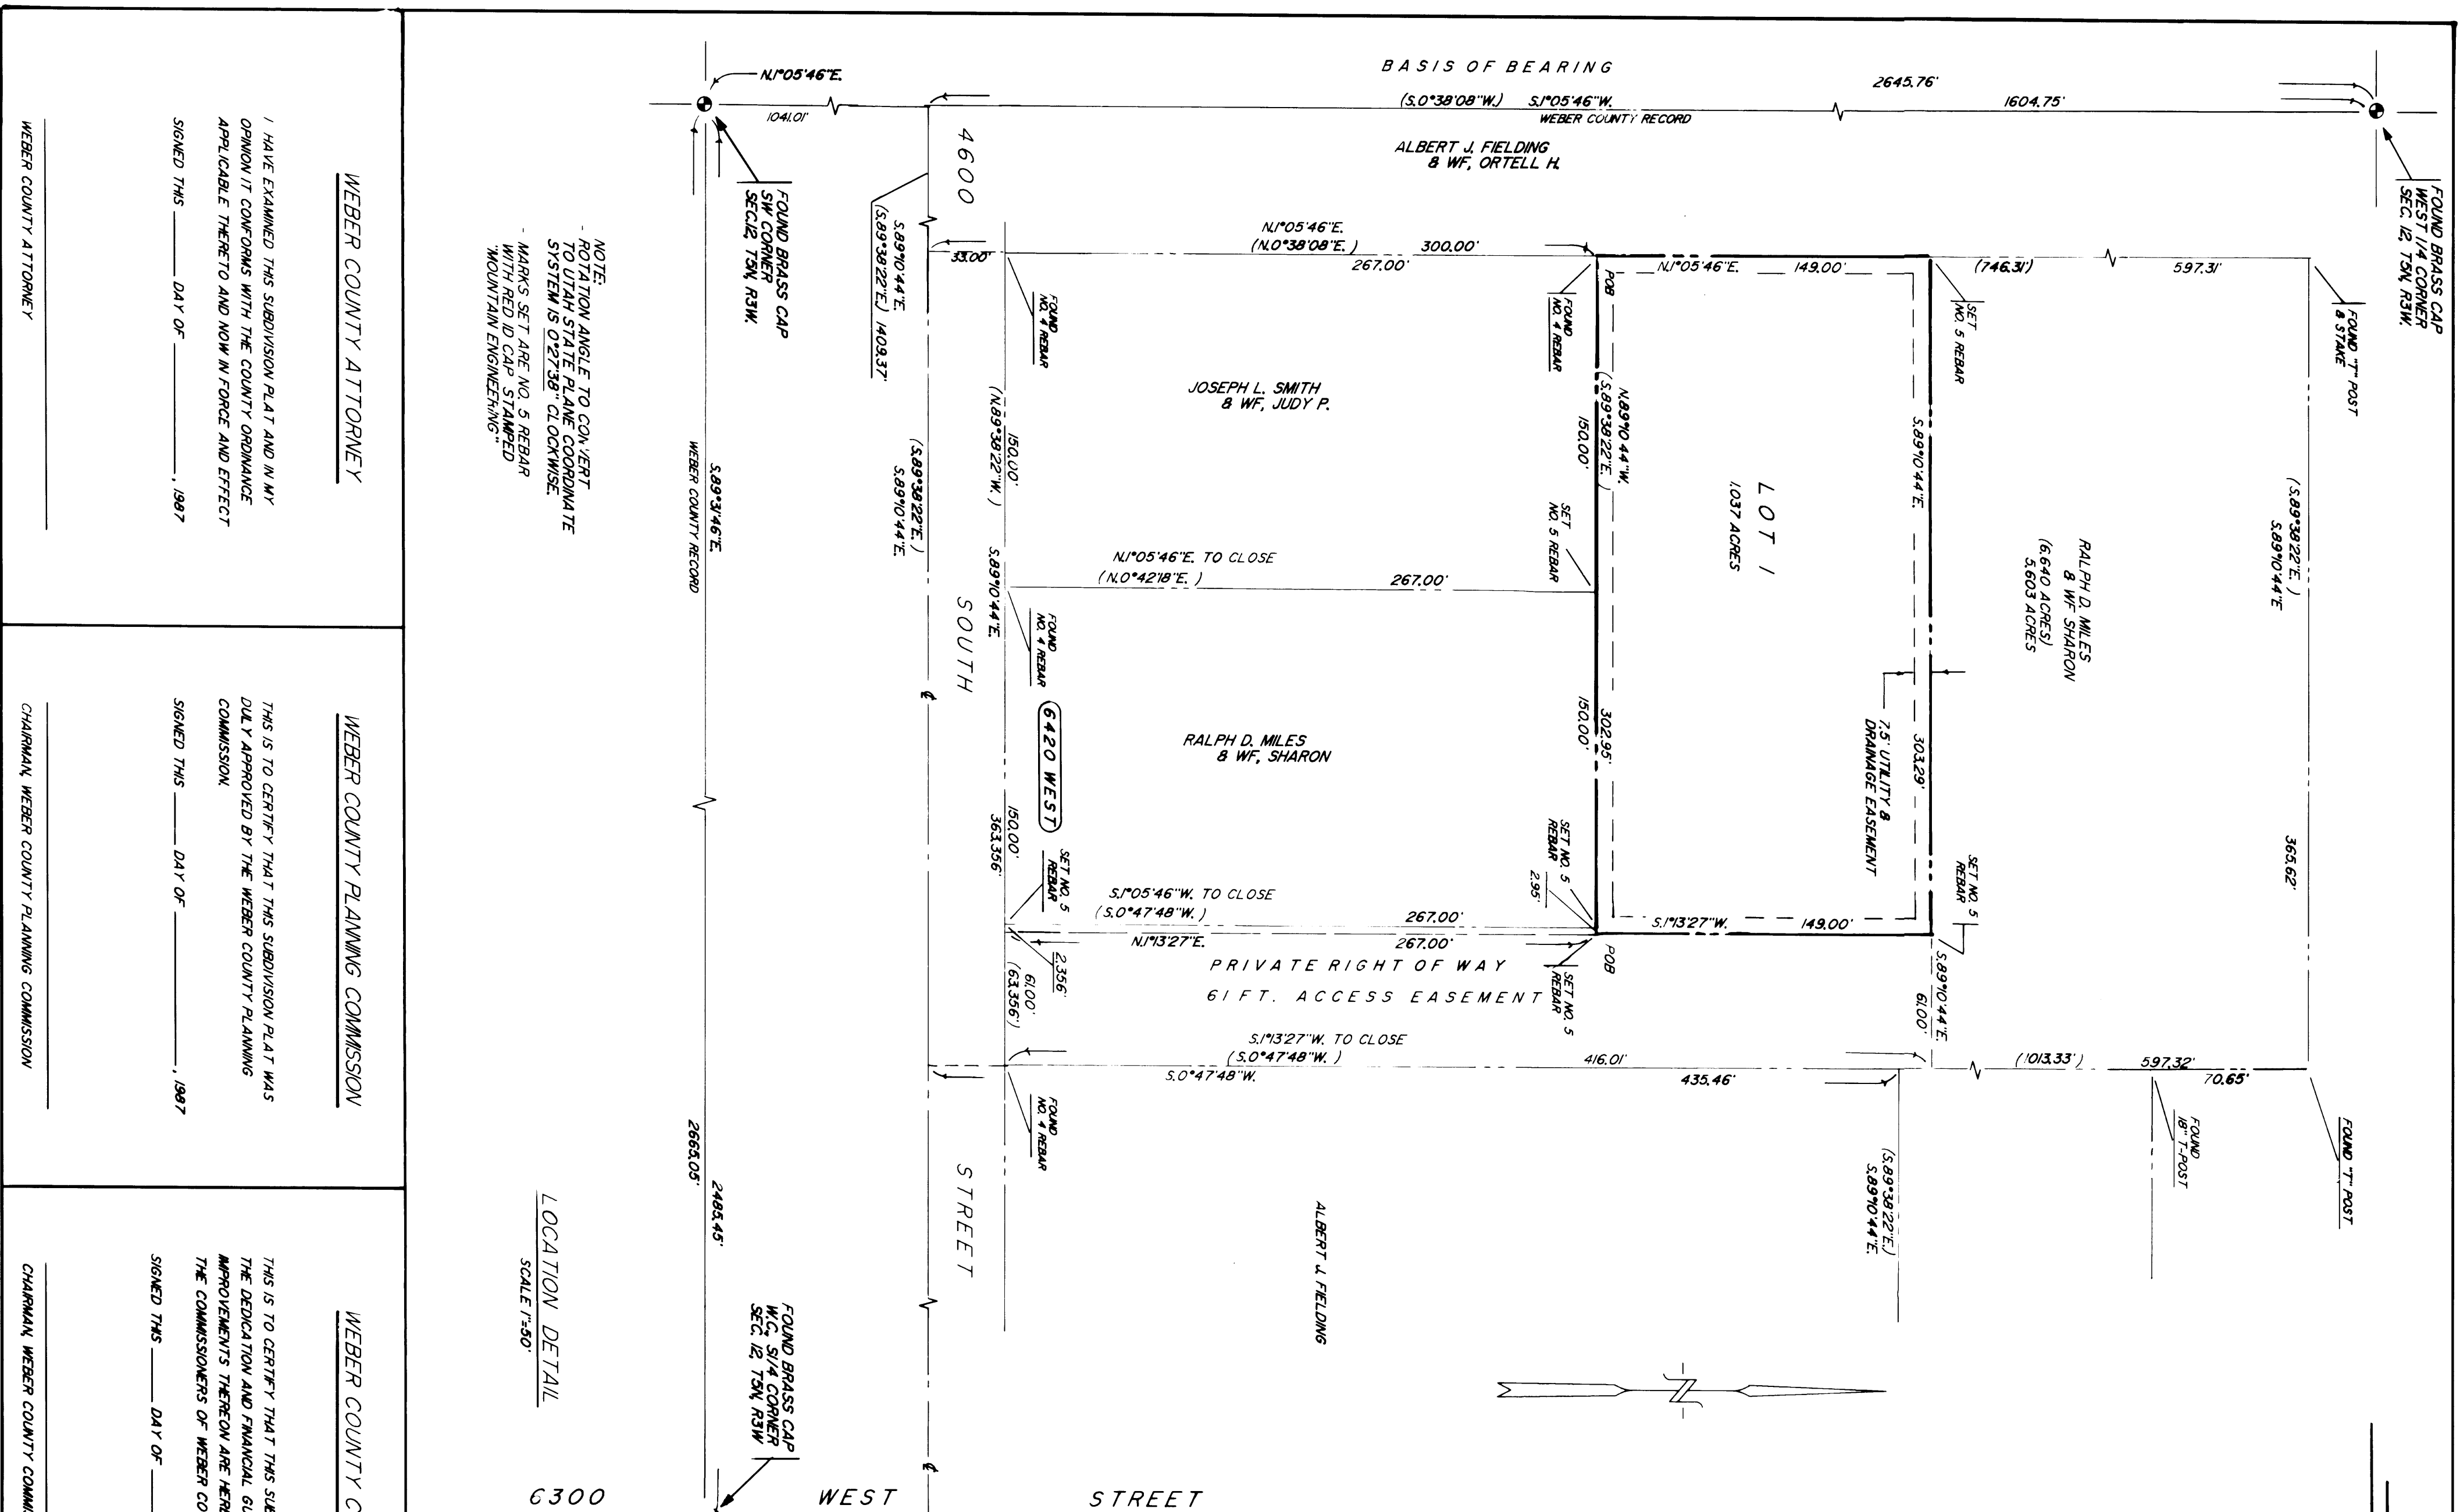 BASIS OF BEARING
2645.76'
(S.0°38'08"W.) S.1°05'46"W.
1604.75'
WEBER COUNTY RECORD
N.1°05'46"E.
1041.01'
ALBERT J. FIELDING
& WF, ORTELL H.
FOUND BRASS CAP
WEST 1/4 CORNER
SEC. 12, T5N, R3W.
FOUND BRASS CAP
SW CORNER
SEC.12, T5N, R3W.
4600
SOUTH
STREET
S.89°10'44"E.
(S.89°38'22"E.) 1409.37'
N.1°05'46"E.
(N.0°38'08"E.) 300.00'
33.00'
267.00'
N.1°05'46"E. 149.00'
(746.31')
597.31'
POB
FOUND
NO. 4 REBAR
FOUND
NO. 4 REBAR
SET
NO. 5 REBAR
FOUND "T" POST
& STAKE
NOTE:
- ROTATION ANGLE TO CONVERT
TO UTAH STATE PLANE COORDINATE
SYSTEM IS 0°27'38" CLOCKWISE.
- MARKS SET ARE NO. 5 REBAR
WITH RED ID CAP STAMPED
"MOUNTAIN ENGINEERING"
JOSEPH L. SMITH
& WF, JUDY P.
150.00'
(N.89°38'22"W.)
S.89°10'44"E.
(S.89°38'22"E.)
S.89°10'44"E.
N.89°10'44"W.
(S.89°38'22"E.)
150.00'
LOT 1
1.037 ACRES
S.89°10'44"E.
303.29'
(S.89°38'22"E.)
S.89°10'44"E
365.62'
RALPH D. MILES
& WF SHARON
(6.640 ACRES)
5.603 ACRES
SET
NO. 5 REBAR
N.1°05'46"E. TO CLOSE
(N.0°42'18"E.)
267.00'
FOUND
NO. 4 REBAR
6420 WEST
RALPH D. MILES
& WF, SHARON
302.95'
150.00'
7.5' UTILITY &
DRAINAGE EASEMENT
150.00'
363.356'
SET NO. 5
REBAR
SET NO. 5
REBAR
2.95'
SET NO. 5
REBAR
S.1°05'46"W. TO CLOSE
(S.0°47'48"W.)
267.00'
S.1°13'27"W. 149.00'
N.1°13'27"E.
267.00'
POB
2.356'
61.00'
(63.356')
PRIVATE RIGHT OF WAY
61 FT. ACCESS EASEMENT
SET NO. 5
REBAR
S.89°10'44"E.
61.00'
S.1°13'27"W. TO CLOSE
(S.0°47'48"W.)
416.01'
S.0°47'48"W.
435.46'
(1013.33')
597.32'
70.65'
FOUND
NO. 4 REBAR
FOUND
18" T-POST
FOUND "T" POST
(S.89°38'22"E.)
S.89°10'44"E.
ALBERT J. FIELDING
S.89°31'46"E.
WEBER COUNTY RECORD
2485.45'
2665.05'
LOCATION DETAIL
SCALE 1"=50'
FOUND BRASS CAP
W.C. S1/4 CORNER
SEC. 12, T5N, R3W
6300 WEST STREET
N
WEBER COUNTY ATTORNEY
I HAVE EXAMINED THIS SUBDIVISION PLAT AND IN MY
OPINION IT CONFORMS WITH THE COUNTY ORDINANCE
APPLICABLE THERETO AND NOW IN FORCE AND EFFECT
SIGNED THIS ____ DAY OF ________, 1987
WEBER COUNTY ATTORNEY
WEBER COUNTY PLANNING COMMISSION
THIS IS TO CERTIFY THAT THIS SUBDIVISION PLAT WAS
DULY APPROVED BY THE WEBER COUNTY PLANNING
COMMISSION.
SIGNED THIS ____ DAY OF ________, 1987
CHAIRMAN, WEBER COUNTY PLANNING COMMISSION
WEBER COUNTY
THIS IS TO CERTIFY THAT THIS
THE DEDICATION AND FINANCIAL
IMPROVEMENTS THEREON ARE
THE COMMISSIONERS OF WEBER
SIGNED THIS ____ DAY OF
CHAIRMAN, WEBER COUNTY